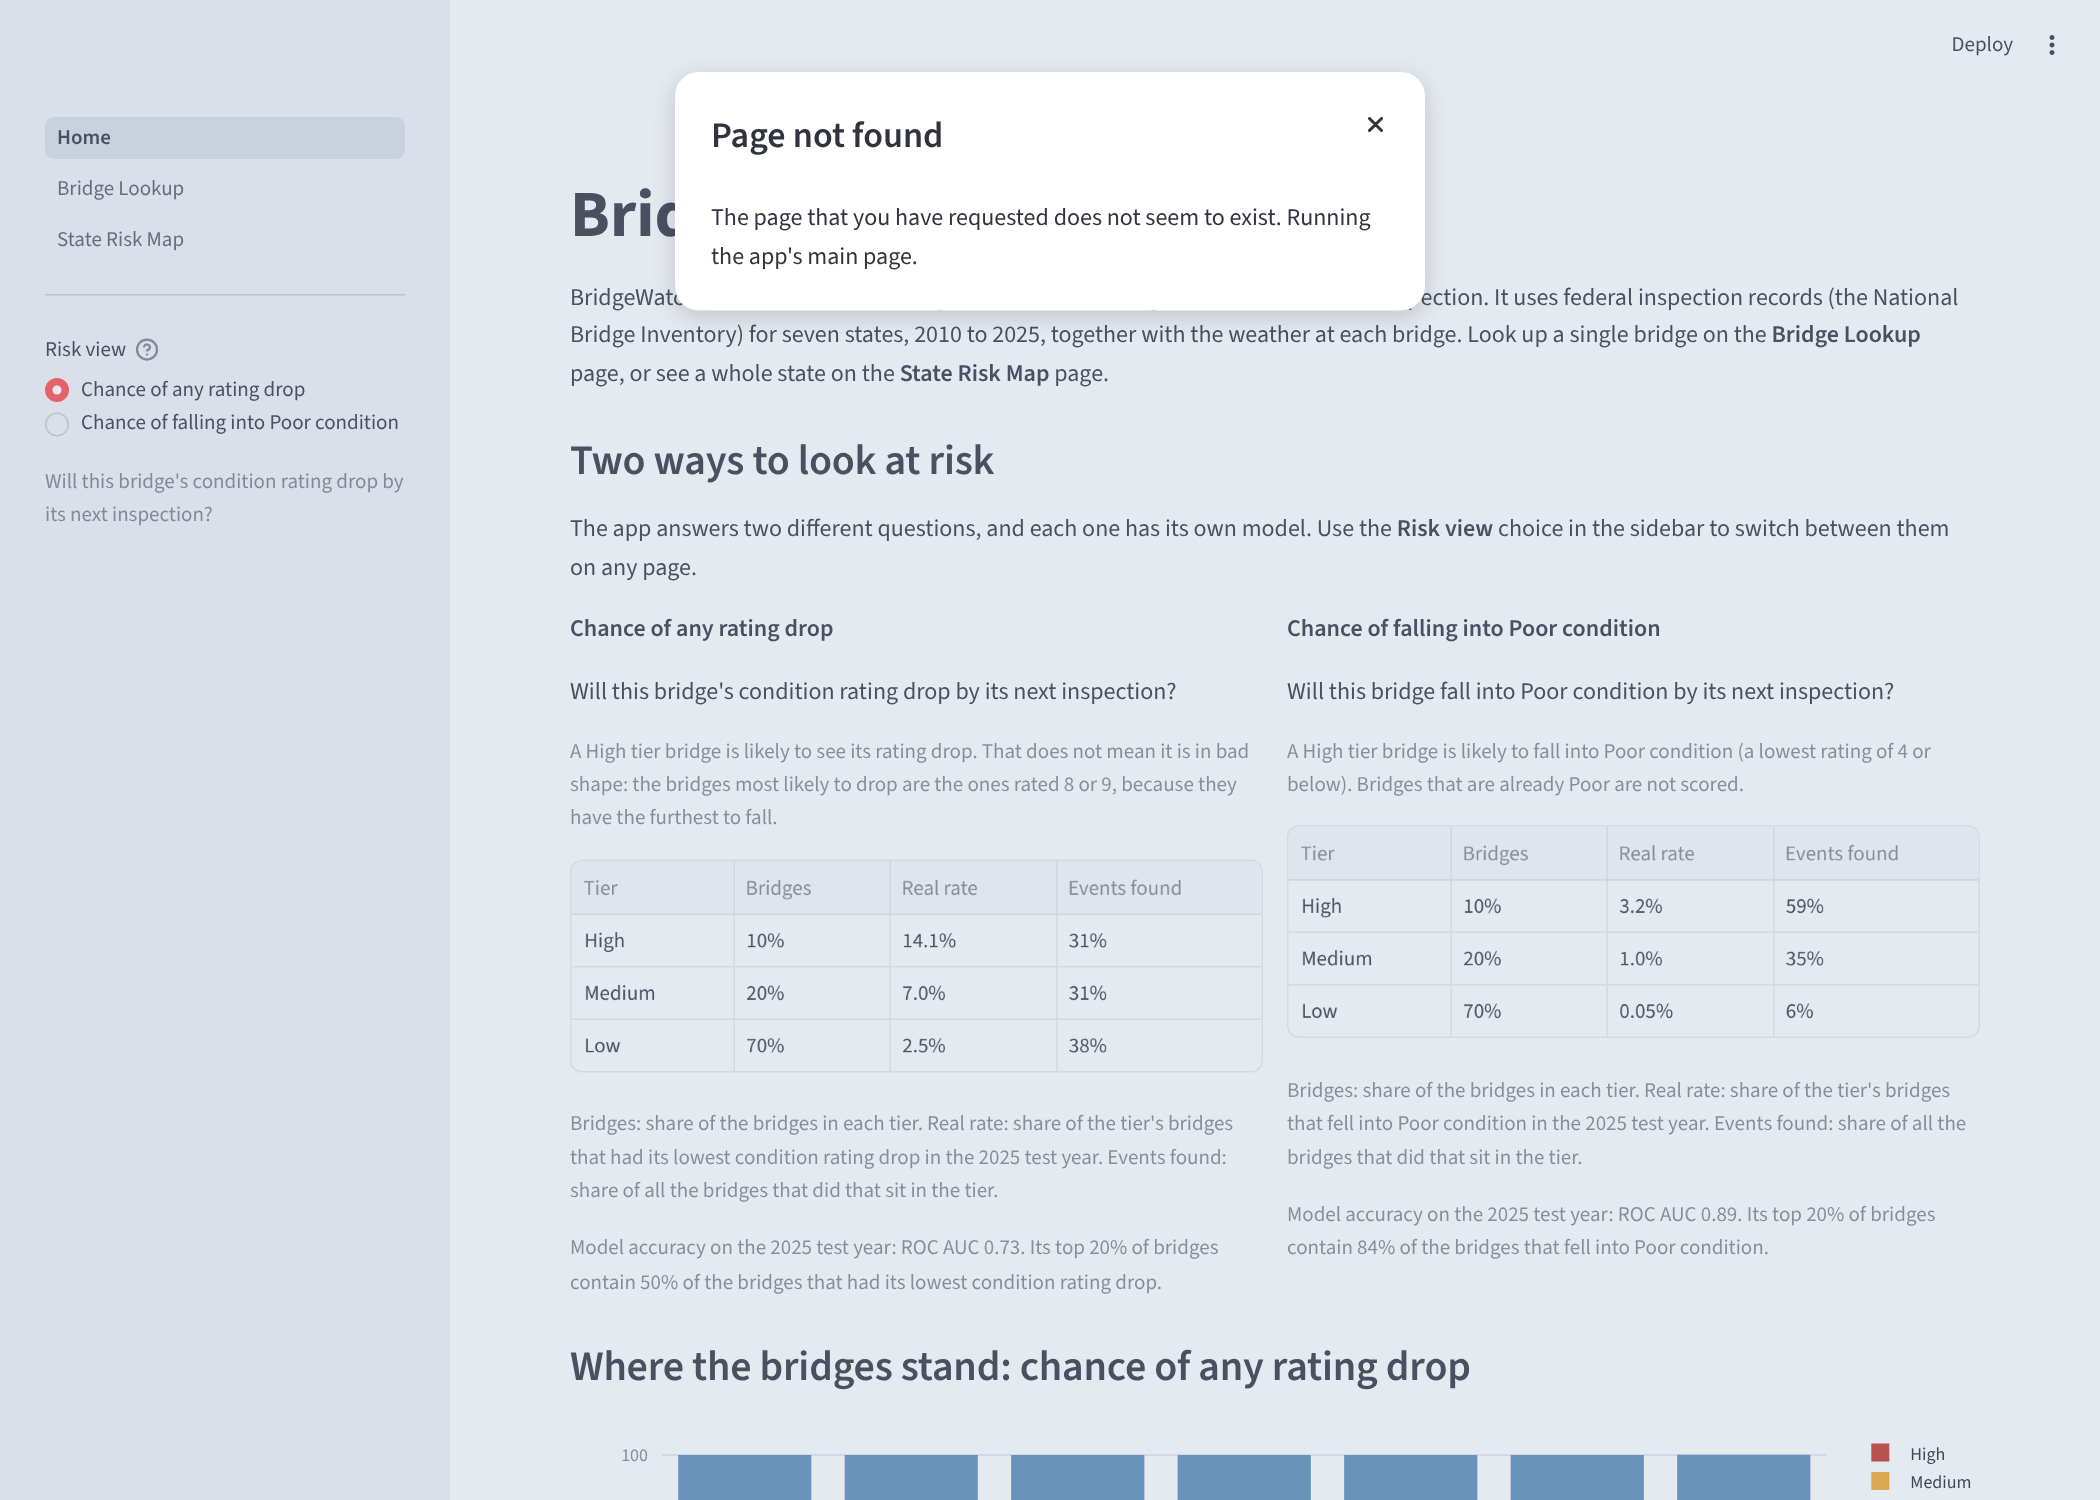 Deploy
Home
Bridge Lookup
State Risk Map
Risk view
Chance of any rating drop
Chance of falling into Poor condition
Will this bridge's condition rating drop by
its next inspection?
Page not found
The page that you have requested does not seem to exist. Running
the app's main page.
It uses federal inspection records (the National
Bridge Inventory) for seven states, 2010 to 2025, together with the weather at each bridge. Look up a single bridge on the Bridge Lookup
page, or see a whole state on the State Risk Map page.
Two ways to look at risk
The app answers two different questions, and each one has its own model. Use the Risk view choice in the sidebar to switch between them
on any page.
Chance of any rating drop
Will this bridge's condition rating drop by its next inspection?
A High tier bridge is likely to see its rating drop. That does not mean it is in bad
shape: the bridges most likely to drop are the ones rated 8 or 9, because they
have the furthest to fall.
Tier Bridges Real rate Events found
High 10% 14.1% 31%
Medium 20% 7.0% 31%
Low 70% 2.5% 38%
Bridges: share of the bridges in each tier. Real rate: share of the tier's bridges
that had its lowest condition rating drop in the 2025 test year. Events found:
share of all the bridges that did that sit in the tier.
Model accuracy on the 2025 test year: ROC AUC 0.73. Its top 20% of bridges
contain 50% of the bridges that had its lowest condition rating drop.
Chance of falling into Poor condition
Will this bridge fall into Poor condition by its next inspection?
A High tier bridge is likely to fall into Poor condition (a lowest rating of 4 or
below). Bridges that are already Poor are not scored.
Tier Bridges Real rate Events found
High 10% 3.2% 59%
Medium 20% 1.0% 35%
Low 70% 0.05% 6%
Bridges: share of the bridges in each tier. Real rate: share of the tier's bridges
that fell into Poor condition in the 2025 test year. Events found: share of all the
bridges that did that sit in the tier.
Model accuracy on the 2025 test year: ROC AUC 0.89. Its top 20% of bridges
contain 84% of the bridges that fell into Poor condition.
Where the bridges stand: chance of any rating drop
100
High
Medium